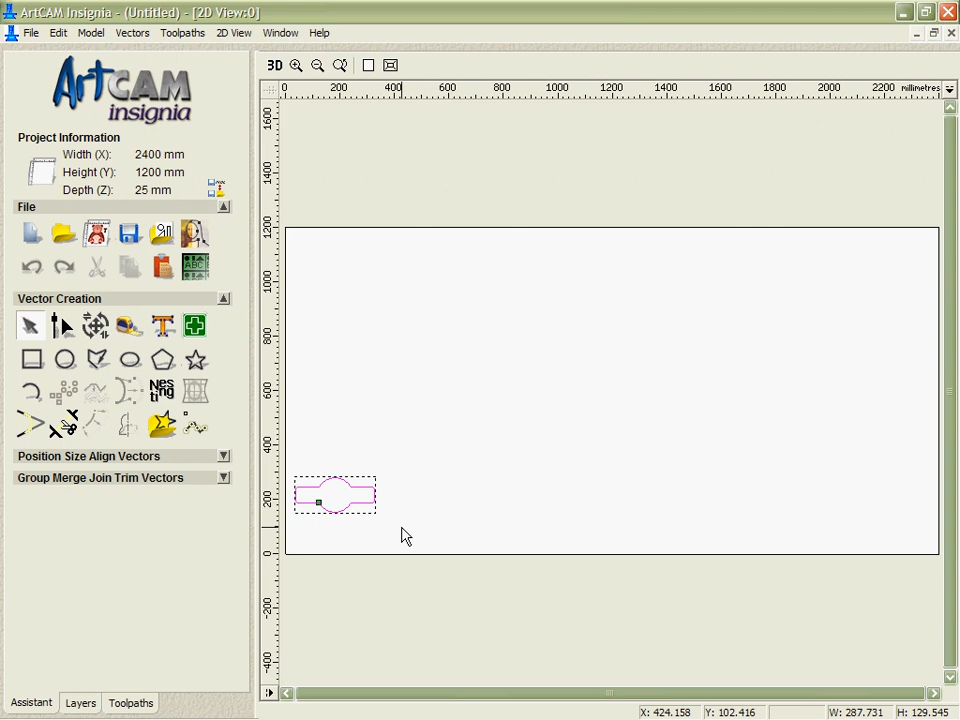 ArtCAM Insignia - (Untitled) - [2D View:0]
File Edit Model Vectors Toolpaths 2D View Window Help
ArtCAM
insignia
Project Information
Width (X): 2400 mm
Height (Y): 1200 mm
Depth (Z): 25 mm
File
ABC
Vector Creation
Nes
ting
Position Size Align Vectors
Group Merge Join Trim Vectors
Assistant Layers Toolpaths
3D
0 200 400 600 800 1000 1200 1400 1600 1800 2000 2200 millimetres
1600
1400
1200
1000
800
600
400
200
0
-200
-400
X: 424.158 Y: 102.416 W: 287.731 H: 129.545